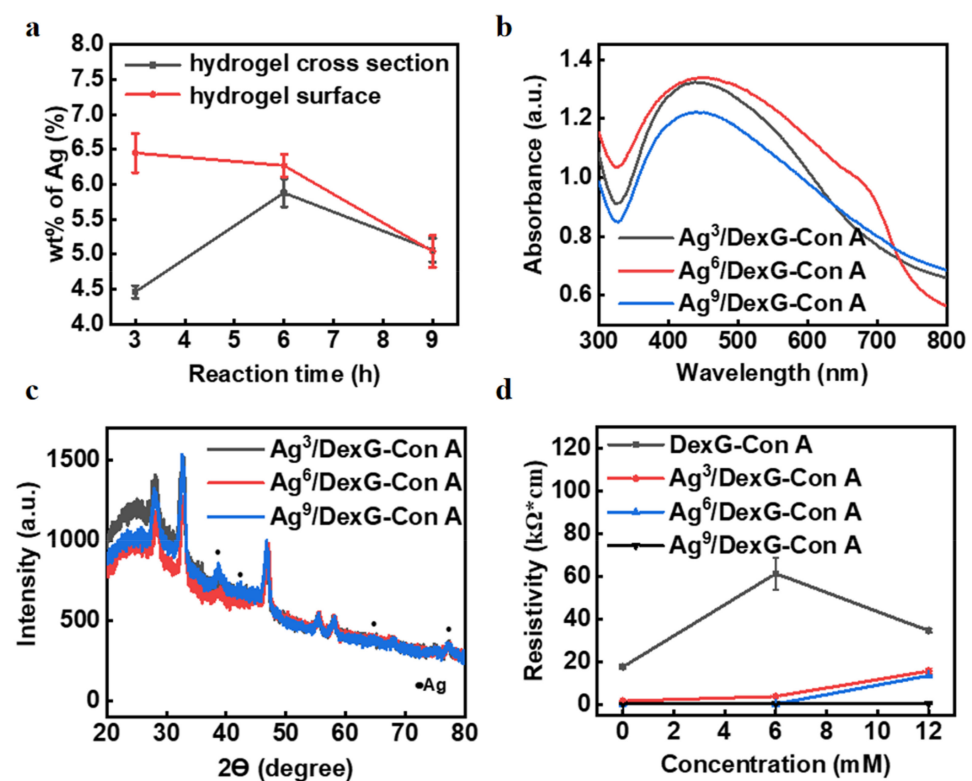 a
8.0
7.5
7.0
6.5
6.0
5.5
5.0
4.5
4.0
wt% of Ag (%)
hydrogel cross section
hydrogel surface
3 4 5 6 7 8 9
Reaction time (h)
b
1.4
1.2
1.0
0.8
0.6
Absorbance (a.u.)
Ag³/DexG-Con A
Ag⁶/DexG-Con A
Ag⁹/DexG-Con A
300 400 500 600 700 800
Wavelength (nm)
c
1500
1000
500
0
Intensity (a.u.)
Ag³/DexG-Con A
Ag⁶/DexG-Con A
Ag⁹/DexG-Con A
•Ag
20 30 40 50 60 70 80
2Θ (degree)
d
120
100
80
60
40
20
0
Resistivity (kΩ*cm)
DexG-Con A
Ag³/DexG-Con A
Ag⁶/DexG-Con A
Ag⁹/DexG-Con A
0 2 4 6 8 10 12
Concentration (mM)